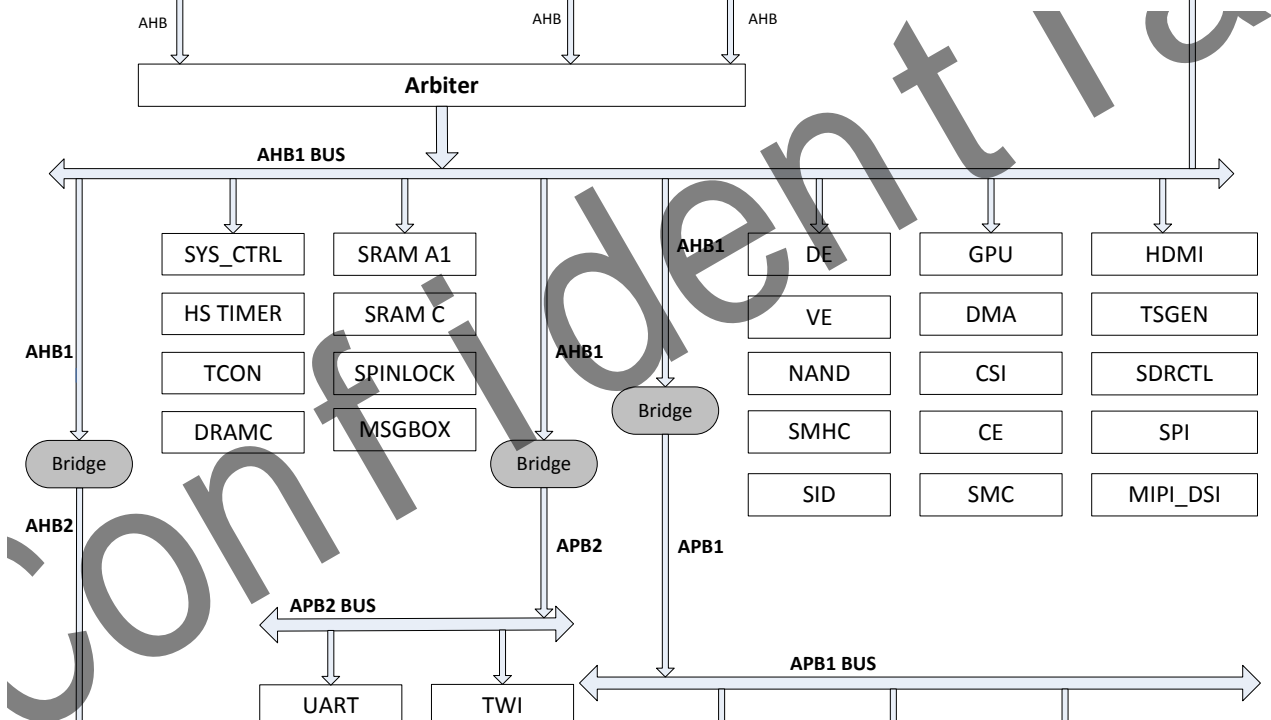 AHB
AHB
AHB
Arbiter
AHB1 BUS
SYS_CTRL
SRAM A1
AHB1
DE
GPU
HDMI
HS TIMER
SRAM C
VE
DMA
TSGEN
AHB1
TCON
SPINLOCK
AHB1
NAND
CSI
SDRCTL
Bridge
DRAMC
MSGBOX
SMHC
CE
SPI
Bridge
Bridge
SID
SMC
MIPI_DSI
AHB2
APB2
APB1
APB2 BUS
APB1 BUS
UART
TWI
Confidentia